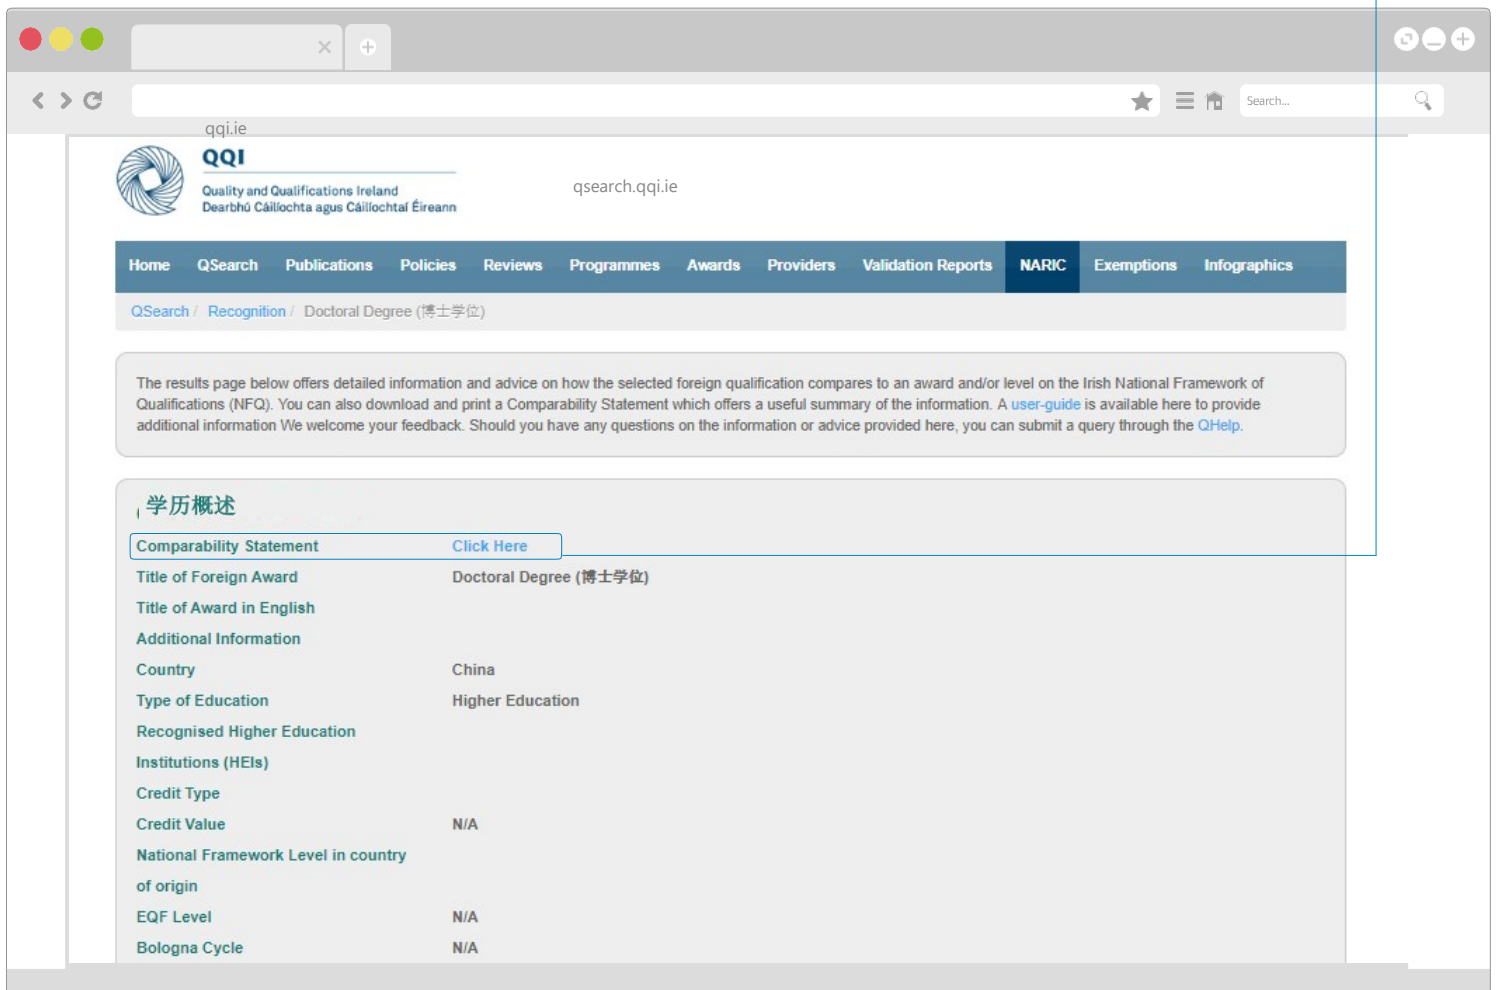 Search...
qqi.ie
QQI
Quality and Qualifications Ireland
Dearbhú Cáilíochta agus Cáilíochtaí Éireann
qsearch.qqi.ie
Home QSearch Publications Policies Reviews Programmes Awards Providers Validation Reports NARIC Exemptions Infographics
QSearch / Recognition / Doctoral Degree (博士学位)
The results page below offers detailed information and advice on how the selected foreign qualification compares to an award and/or level on the Irish National Framework of
Qualifications (NFQ). You can also download and print a Comparability Statement which offers a useful summary of the information. A user-guide is available here to provide
additional information We welcome your feedback. Should you have any questions on the information or advice provided here, you can submit a query through the QHelp.
学历概述
Comparability Statement Click Here
Title of Foreign Award Doctoral Degree (博士学位)
Title of Award in English
Additional Information
Country China
Type of Education Higher Education
Recognised Higher Education
Institutions (HEIs)
Credit Type
Credit Value N/A
National Framework Level in country
of origin
EQF Level N/A
Bologna Cycle N/A